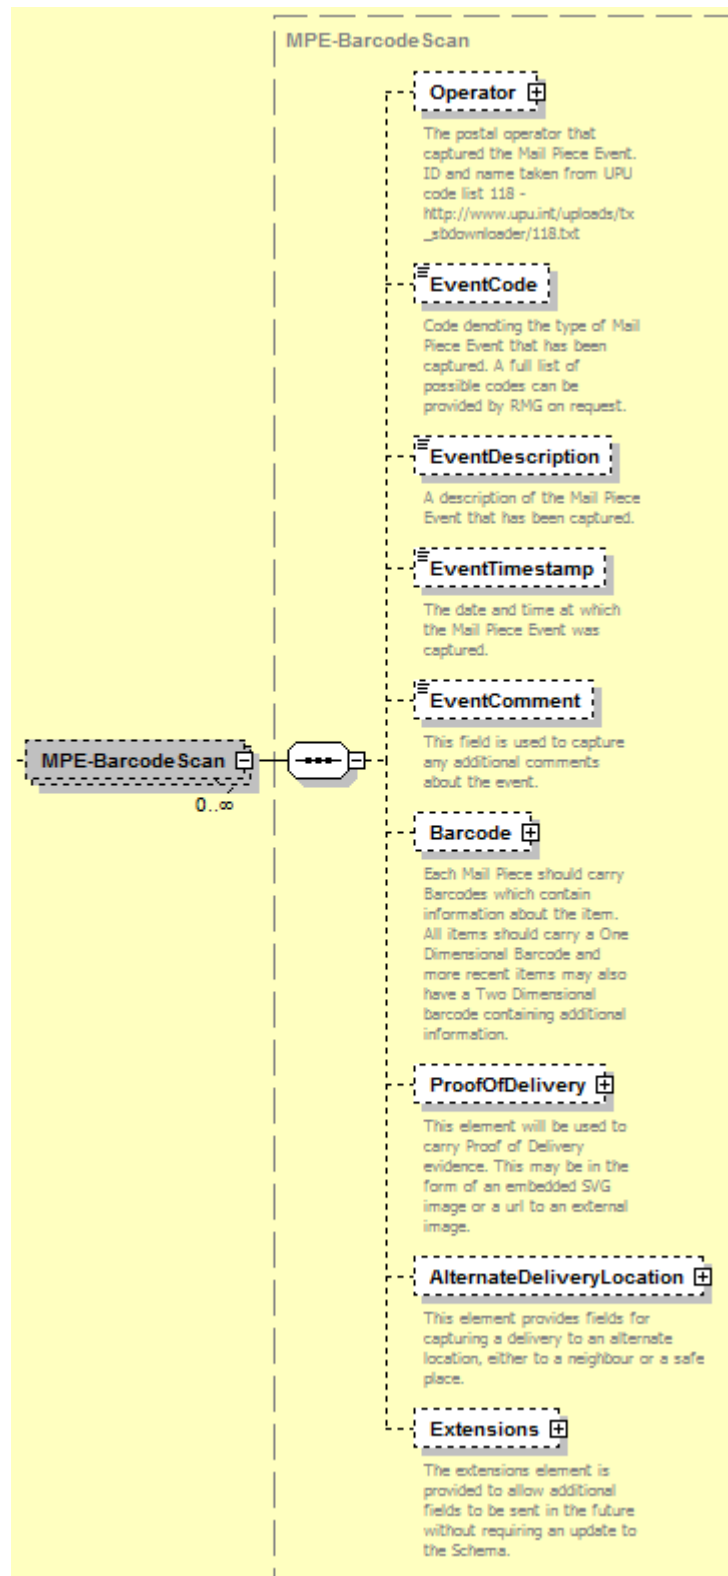 MPE-BarcodeScan
Operator
The postal operator that
captured the Mail Piece Event.
ID and name taken from UPU
code list 118 -
http://www.upu.int/uploads/tx
_sbdownloader/118.txt
EventCode
Code denoting the type of Mail
Piece Event that has been
captured. A full list of
possible codes can be
provided by RMG on request.
EventDescription
A description of the Mail Piece
Event that has been captured.
EventTimestamp
The date and time at which
the Mail Piece Event was
captured.
EventComment
This field is used to capture
any additional comments
about the event.
MPE-BarcodeScan
0..∞
Barcode
Each Mail Piece should carry
Barcodes which contain
information about the item.
All items should carry a One
Dimensional Barcode and
more recent items may also
have a Two Dimensional
barcode containing additional
information.
ProofOfDelivery
This element will be used to
carry Proof of Delivery
evidence. This may be in the
form of an embedded SVG
image or a url to an external
image.
AlternateDeliveryLocation
This element provides fields for
capturing a delivery to an alternate
location, either to a neighbour or a safe
place.
Extensions
The extensions element is
provided to allow additional
fields to be sent in the future
without requiring an update to
the Schema.